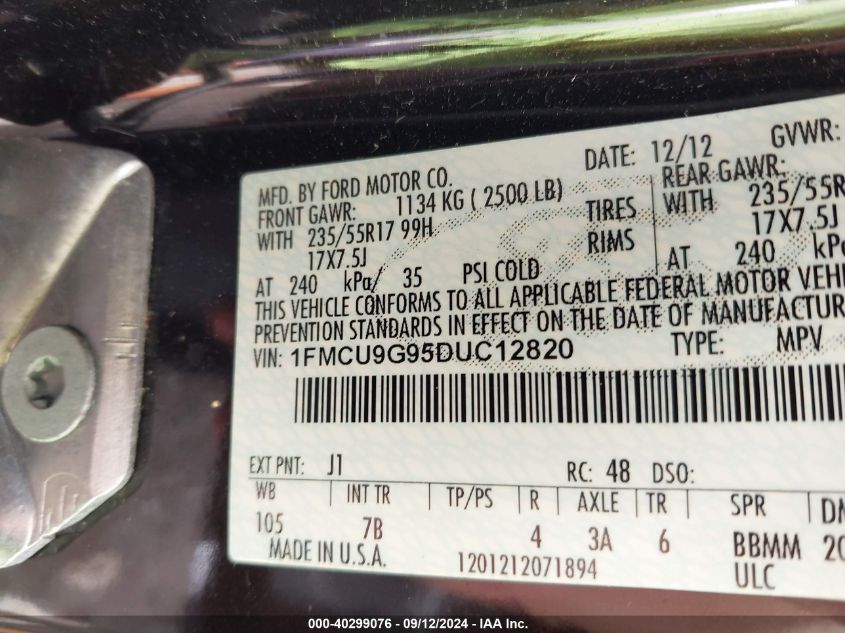 DATE: 12/12 GVWR:
MFD. BY FORD MOTOR CO.
FRONT GAWR: 1134 KG ( 2500 LB) REAR GAWR:
WITH 235/55R17 99H TIRES WITH 235/55R
17X7.5J RIMS 17X7.5J
AT 240 kPa/ 35 PSI COLD AT 240 kPa
THIS VEHICLE CONFORMS TO ALL APPLICABLE FEDERAL MOTOR VEHI
PREVENTION STANDARDS IN EFFECT ON THE DATE OF MANUFACTUR
VIN: 1FMCU9G95DUC12820 TYPE: MPV
EXT PNT: J1 RC: 48 DSO:
WB INT TR TP/PS R AXLE TR SPR DM
105 7B 4 3A 6 BBMM 20
MADE IN U.S.A. 1201212071894 ULC
000-40299076 - 09/12/2024 - IAA Inc.